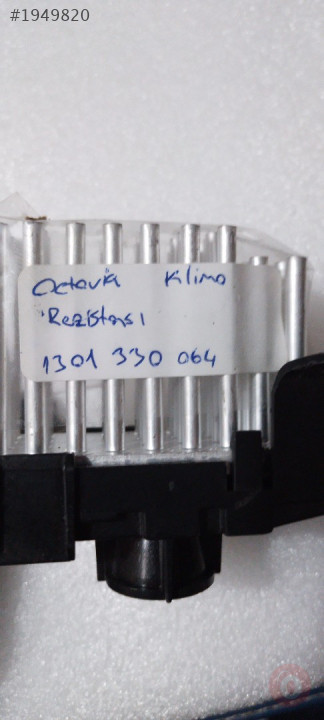 #1949820
Octavia Klima
Rezistansı
1301 330 064